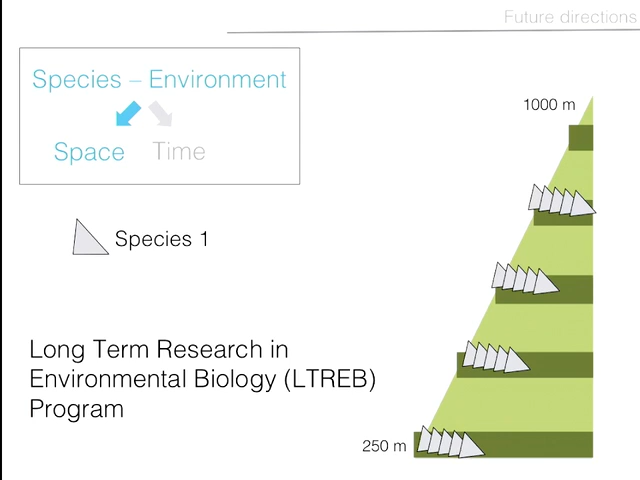 Future directions
Species – Environment
Space Time
Species 1
Long Term Research in
Environmental Biology (LTREB)
Program
1000 m
250 m